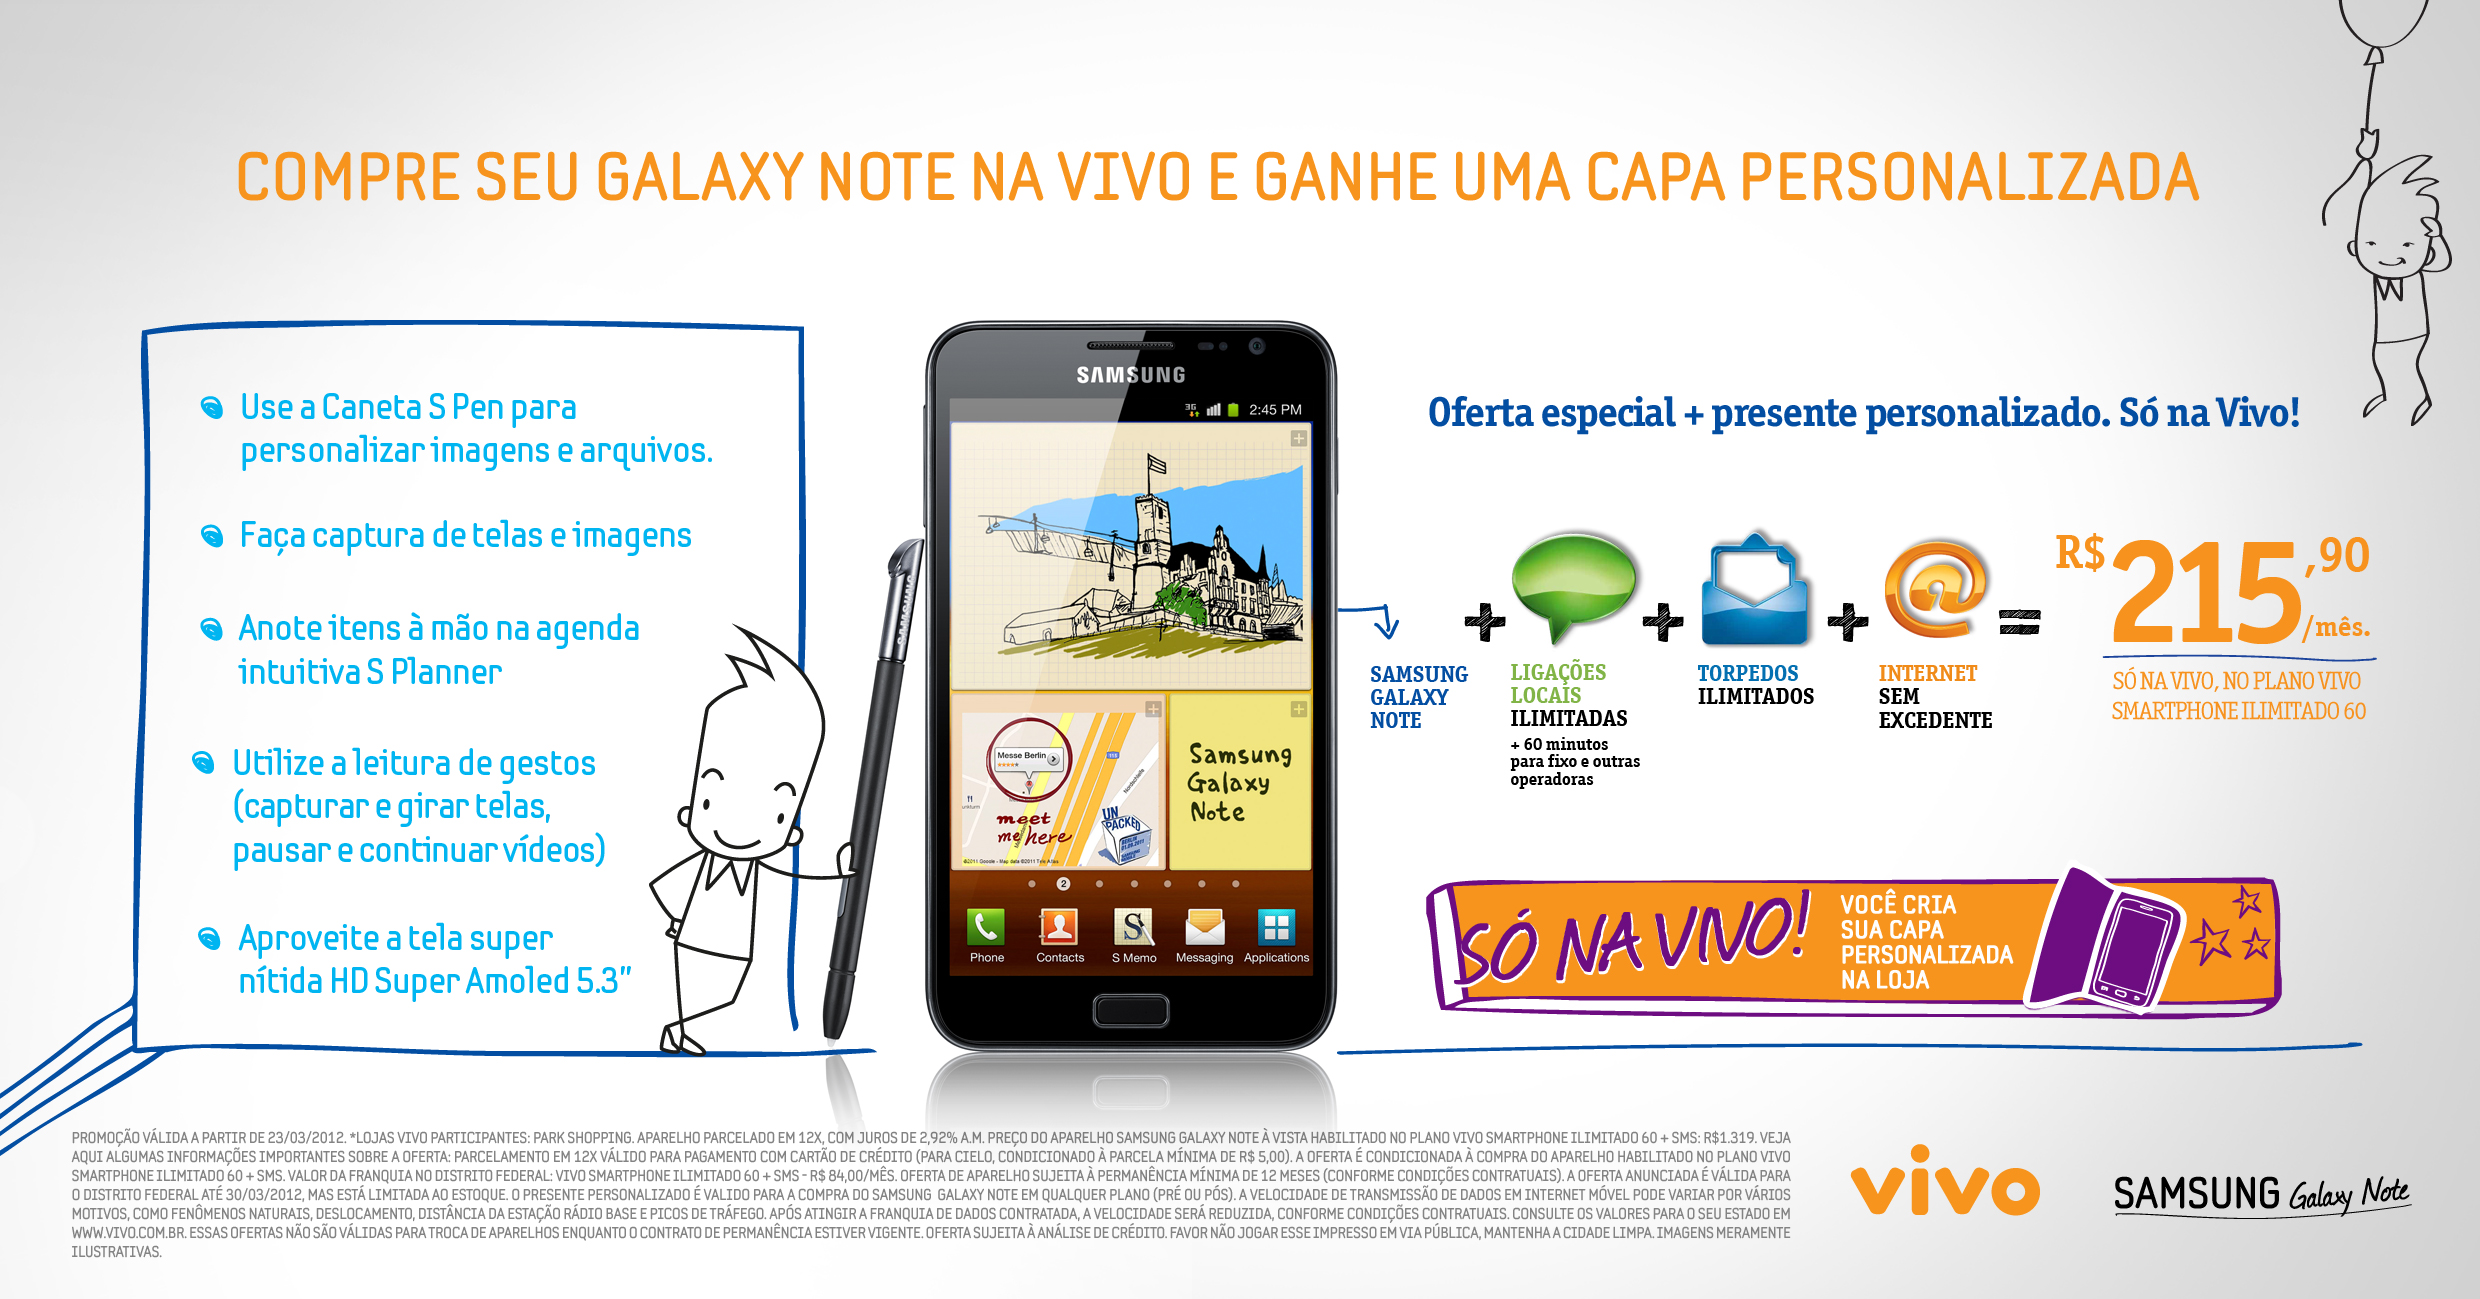 COMPRE SEU GALAXY NOTE NA VIVO E GANHE UMA CAPA PERSONALIZADA
Use a Caneta S Pen para
personalizar imagens e arquivos.
Faça captura de telas e imagens
Anote itens à mão na agenda
intuitiva S Planner
Utilize a leitura de gestos
(capturar e girar telas,
pausar e continuar vídeos)
Aproveite a tela super
nítida HD Super Amoled 5.3"
SAMSUNG
SAMSUNG
3G
2:45 PM
Messe Berlin
meet
me here
UN
PACKED
Samsung
Galaxy
Note
2
Phone
Contacts
S Memo
Messaging
Applications
Oferta especial + presente personalizado. Só na Vivo!
SAMSUNG
GALAXY
NOTE
+
LIGAÇÕES
LOCAIS
ILIMITADAS
+ 60 minutos
para fixo e outras
operadoras
+
TORPEDOS
ILIMITADOS
+
@
INTERNET
SEM
EXCEDENTE
=
R$ 215,90
/mês.
SÓ NA VIVO, NO PLANO VIVO
SMARTPHONE ILIMITADO 60
SÓ NA VIVO!
VOCÊ CRIA
SUA CAPA
PERSONALIZADA
NA LOJA
PROMOÇÃO VÁLIDA A PARTIR DE 23/03/2012. *LOJAS VIVO PARTICIPANTES: PARK SHOPPING. APARELHO PARCELADO EM 12X, COM JUROS DE 2,92% A.M. PREÇO DO APARELHO SAMSUNG GALAXY NOTE À VISTA HABILITADO NO PLANO VIVO SMARTPHONE ILIMITADO 60 + SMS: R$1.319. VEJA
AQUI ALGUMAS INFORMAÇÕES IMPORTANTES SOBRE A OFERTA: PARCELAMENTO EM 12X VÁLIDO PARA PAGAMENTO COM CARTÃO DE CRÉDITO (PARA CIELO, CONDICIONADO À PARCELA MÍNIMA DE R$ 5,00). A OFERTA É CONDICIONADA À COMPRA DO APARELHO HABILITADO NO PLANO VIVO
SMARTPHONE ILIMITADO 60 + SMS. VALOR DA FRANQUIA NO DISTRITO FEDERAL: VIVO SMARTPHONE ILIMITADO 60 + SMS - R$ 84,00/MÊS. OFERTA DE APARELHO SUJEITA À PERMANÊNCIA MÍNIMA DE 12 MESES (CONFORME CONDIÇÕES CONTRATUAIS). A OFERTA ANUNCIADA É VÁLIDA PARA
O DISTRITO FEDERAL ATÉ 30/03/2012, MAS ESTÁ LIMITADA AO ESTOQUE. O PRESENTE PERSONALIZADO É VALIDO PARA A COMPRA DO SAMSUNG GALAXY NOTE EM QUALQUER PLANO (PRÉ OU PÓS). A VELOCIDADE DE TRANSMISSÃO DE DADOS EM INTERNET MÓVEL PODE VARIAR POR VÁRIOS
MOTIVOS, COMO FENÔMENOS NATURAIS, DESLOCAMENTO, DISTÂNCIA DA ESTAÇÃO RÁDIO BASE E PICOS DE TRÁFEGO. APÓS ATINGIR A FRANQUIA DE DADOS CONTRATADA, A VELOCIDADE SERÁ REDUZIDA, CONFORME CONDIÇÕES CONTRATUAIS. CONSULTE OS VALORES PARA O SEU ESTADO EM
WWW.VIVO.COM.BR. ESSAS OFERTAS NÃO SÃO VÁLIDAS PARA TROCA DE APARELHOS ENQUANTO O CONTRATO DE PERMANÊNCIA ESTIVER VIGENTE. OFERTA SUJEITA À ANÁLISE DE CRÉDITO. FAVOR NÃO JOGAR ESSE IMPRESSO EM VIA PÚBLICA, MANTENHA A CIDADE LIMPA. IMAGENS MERAMENTE
ILUSTRATIVAS.
vivo
SAMSUNG Galaxy Note